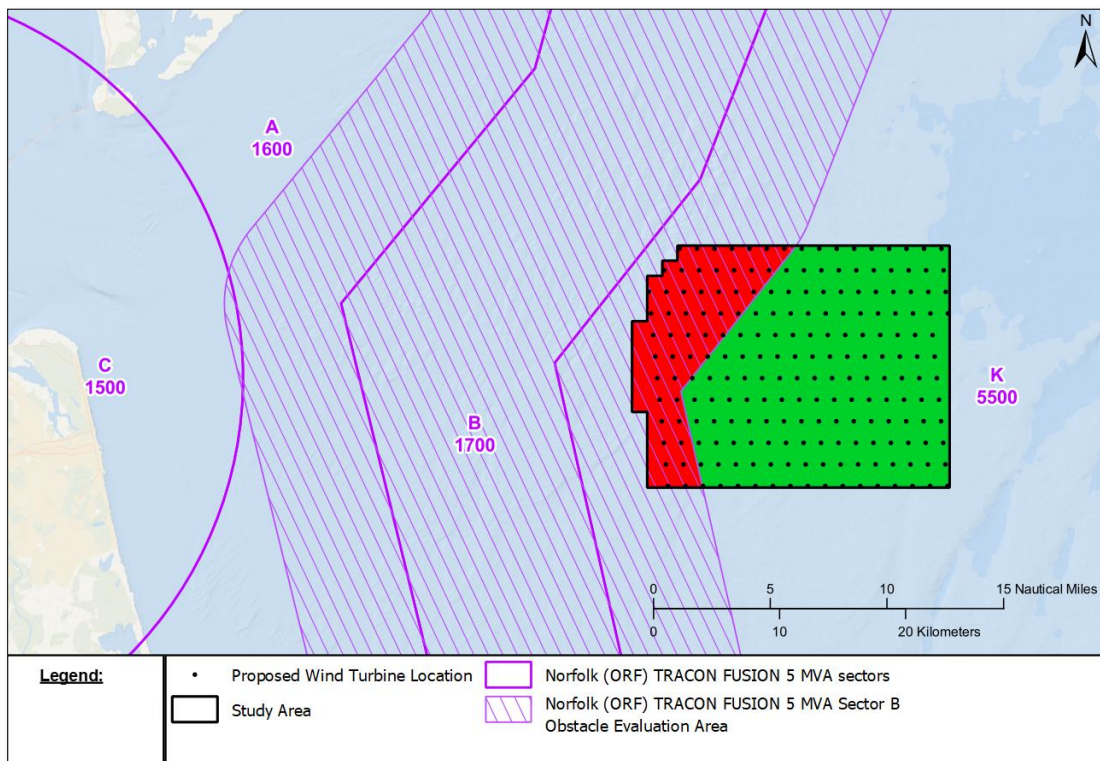 N
A
1600
C
1500
B
1700
K
5500
0 5 10 15 Nautical Miles
0 10 20 Kilometers
Legend:
Proposed Wind Turbine Location
Study Area
Norfolk (ORF) TRACON FUSION 5 MVA sectors
Norfolk (ORF) TRACON FUSION 5 MVA Sector B
Obstacle Evaluation Area